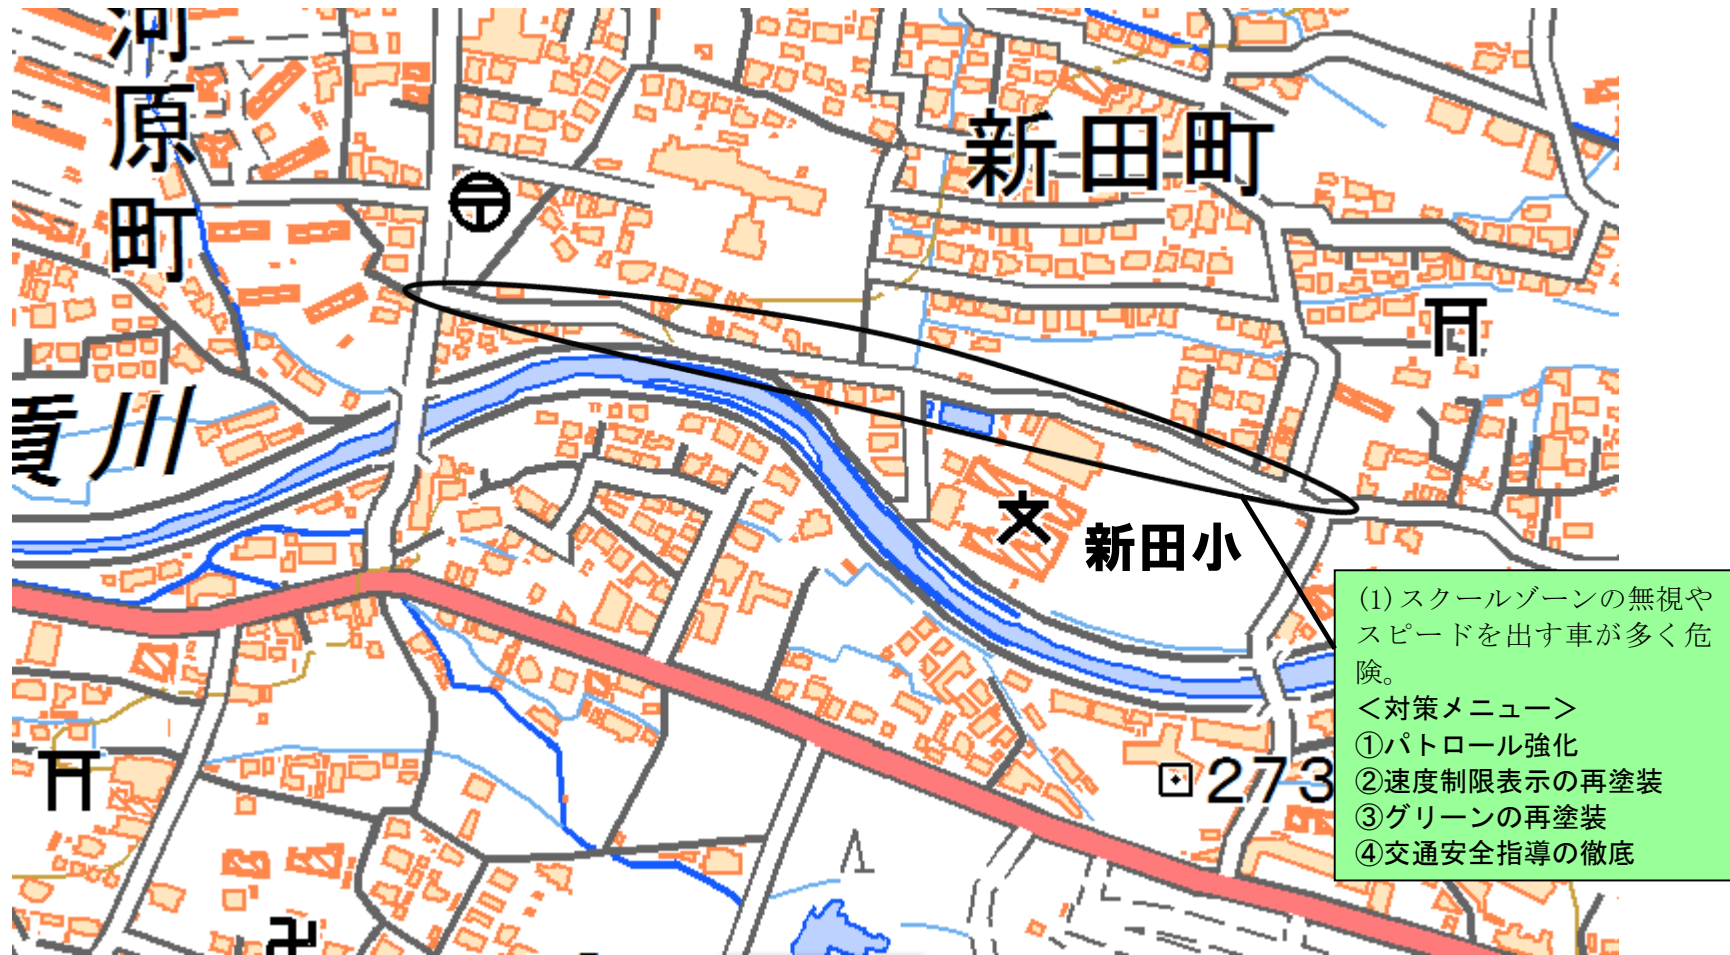 河原町
新田町
川
新田小
273
(1)スクールゾーンの無視や
スピードを出す車が多く危
険。
＜対策メニュー＞
①パトロール強化
②速度制限表示の再塗装
③グリーンの再塗装
④交通安全指導の徹底